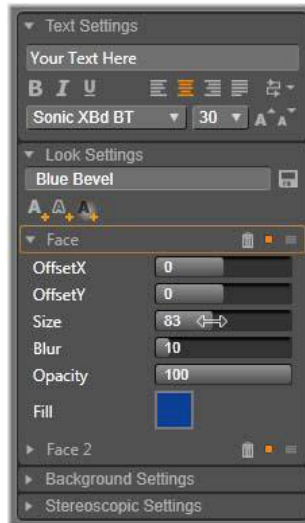 Text Settings
Your Text Here
B I U
Sonic XBd BT 30 A A
Look Settings
Blue Bevel
A A A
Face
OffsetX 0
OffsetY 0
Size 83
Blur 10
Opacity 100
Fill
Face 2
Background Settings
Stereoscopic Settings